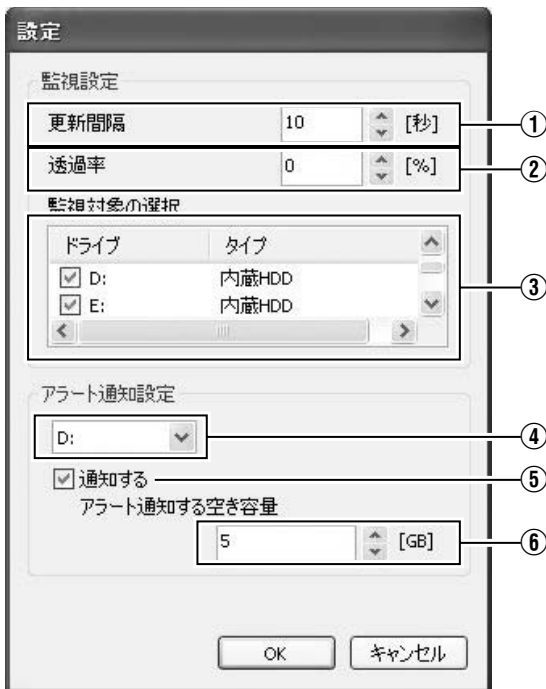 設定
監視設定
更新間隔 10 [秒] ①
透過率 0 [%] ②
監視対象の選択
ドライブ タイプ
D: 内蔵HDD
E: 内蔵HDD
③
アラート通知設定
D: ④
通知する ⑤
アラート通知する空き容量
5 [GB] ⑥
OK キャンセル